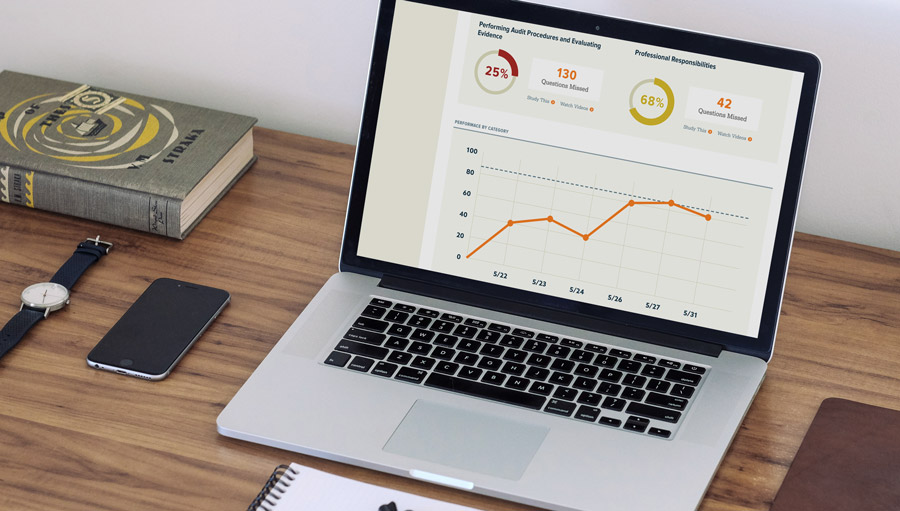 Performing Audit Procedures and Evaluating
Evidence
25%
130
Questions Missed
Study This
Watch Videos
Professional Responsibilities
68%
42
Questions Missed
Study This
Watch Videos
PERFORMACE BY CATEGORY
100
80
60
40
20
0
5/22
5/23
5/24
5/26
5/27
5/31
STRAKA